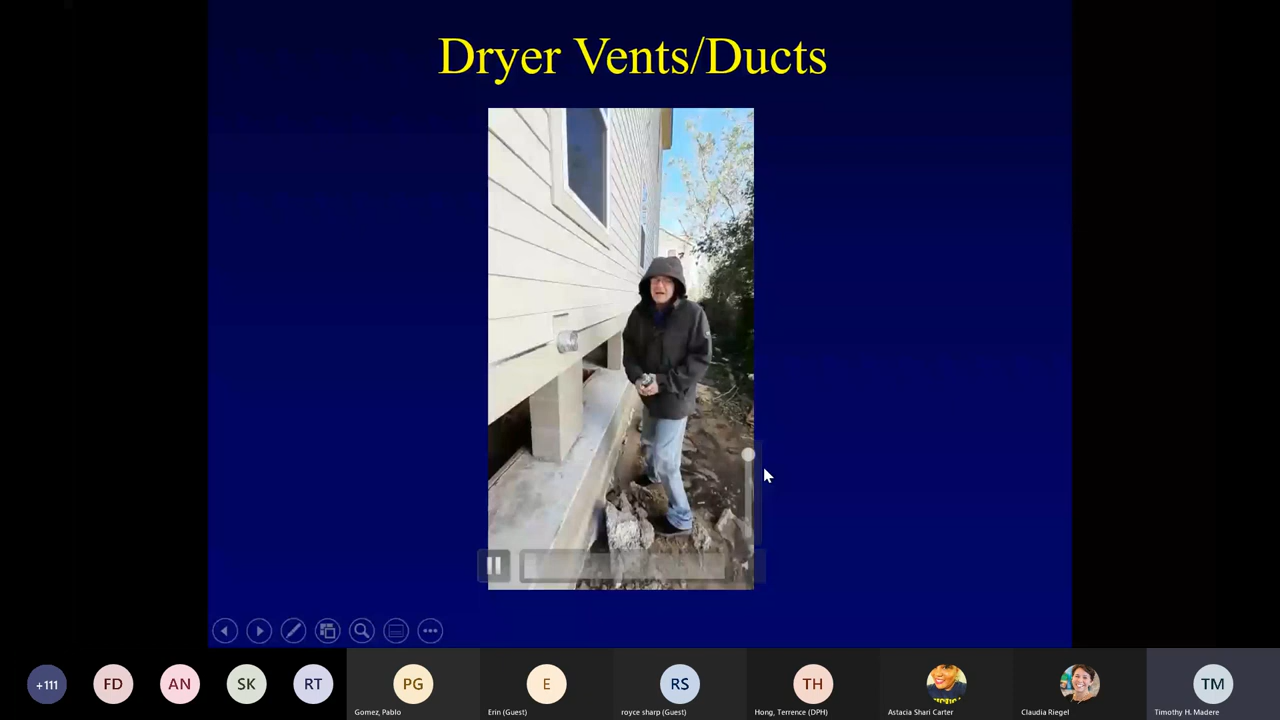 Dryer Vents/Ducts
+111
FD
AN
SK
RT
PG
E
RS
TH
TM
Gomez, Pablo
Erin (Guest)
royce sharp (Guest)
Hong, Terrence (DPH)
Astacia Shari Carter
Claudia Riegel
Timothy H. Madere